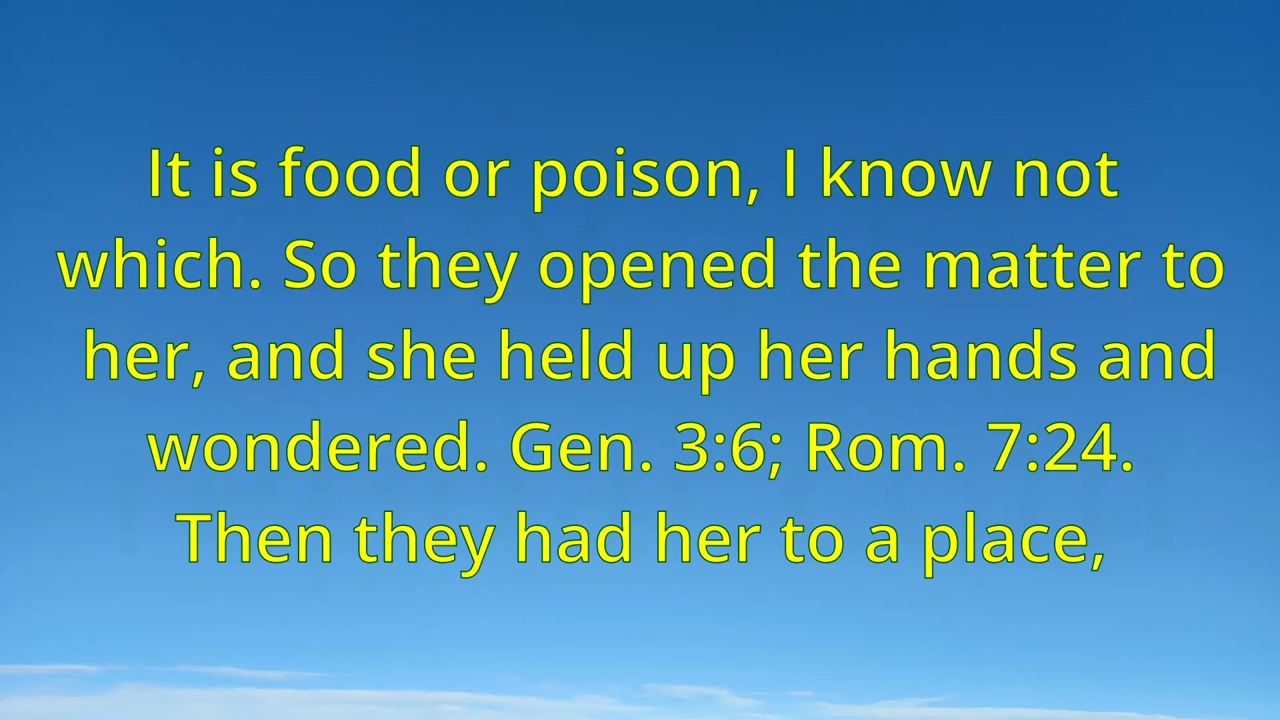 It is food or poison, I know not
which. So they opened the matter to
her, and she held up her hands and
wondered. Gen. 3:6; Rom. 7:24.
Then they had her to a place,